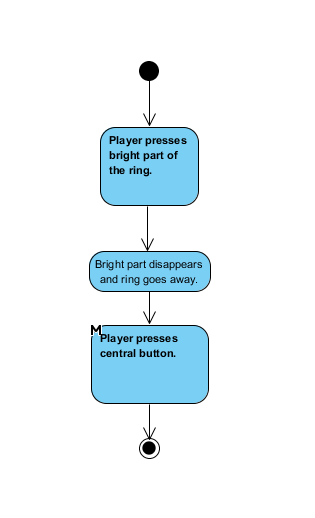 Player presses
bright part of
the ring.
Bright part disappears
and ring goes away.
M
Player presses
central button.